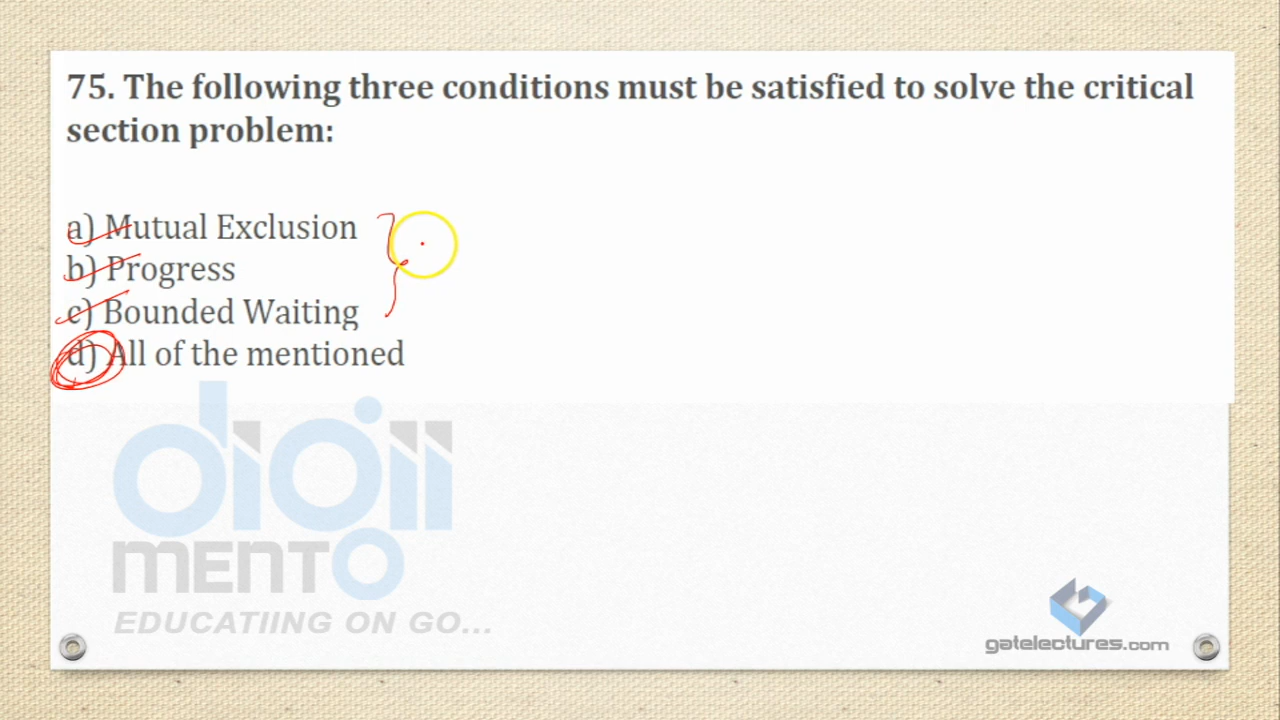 75. The following three conditions must be satisfied to solve the critical
section problem:
a) Mutual Exclusion
b) Progress
c) Bounded Waiting
d) All of the mentioned
DIGII
MENTO
EDUCATIING ON GO...
gatelectures.com